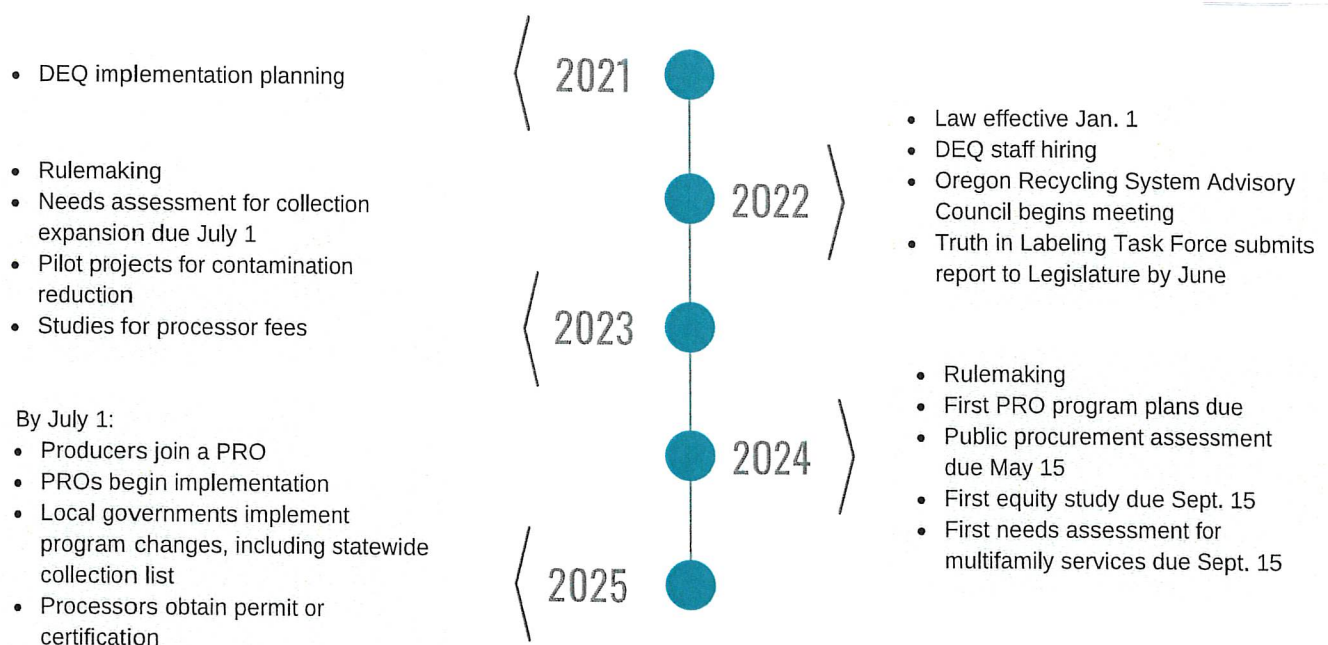 • DEQ implementation planning
2021
• Law effective Jan. 1
• DEQ staff hiring
• Oregon Recycling System Advisory
Council begins meeting
• Truth in Labeling Task Force submits
report to Legislature by June
2022
• Rulemaking
• Needs assessment for collection
expansion due July 1
• Pilot projects for contamination
reduction
• Studies for processor fees
2023
• Rulemaking
• First PRO program plans due
• Public procurement assessment
due May 15
• First equity study due Sept. 15
• First needs assessment for
multifamily services due Sept. 15
2024
By July 1:
• Producers join a PRO
• PROs begin implementation
• Local governments implement
program changes, including statewide
collection list
• Processors obtain permit or
certification
2025